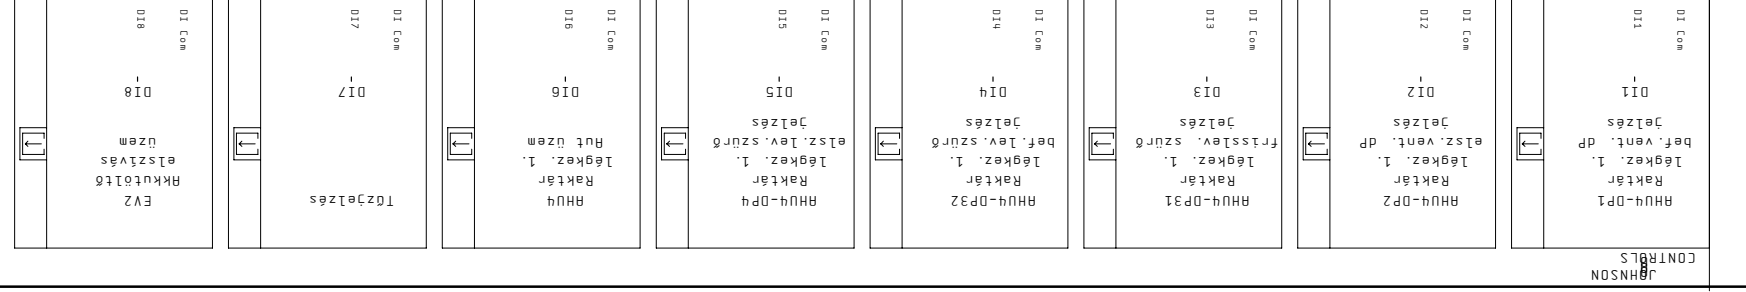 JOHNSON
CONTROLS
AHU4-DP1
Raktár
légkez. 1.
bef. vent. dP
jelzés
DI1
DI Com
DI1
AHU4-DP2
Raktár
légkez. 1.
elsz. vent. dP
jelzés
DI2
DI Com
DI2
AHU4-DP31
Raktár
légkez. 1.
frisslev. szűrő
jelzés
DI3
DI Com
DI3
AHU4-DP32
Raktár
légkez. 1.
bef.lev.szűrő
jelzés
DI4
DI Com
DI4
AHU4-DP4
Raktár
légkez. 1.
elsz.lev.szűrő
jelzés
DI5
DI Com
DI5
AHU4
Raktár
légkez. 1.
Aut üzem
DI6
DI Com
DI6
Tűzjelzés
DI7
DI Com
DI7
EV2
Akkutöltő
elszívás
üzem
DI8
DI Com
DI8